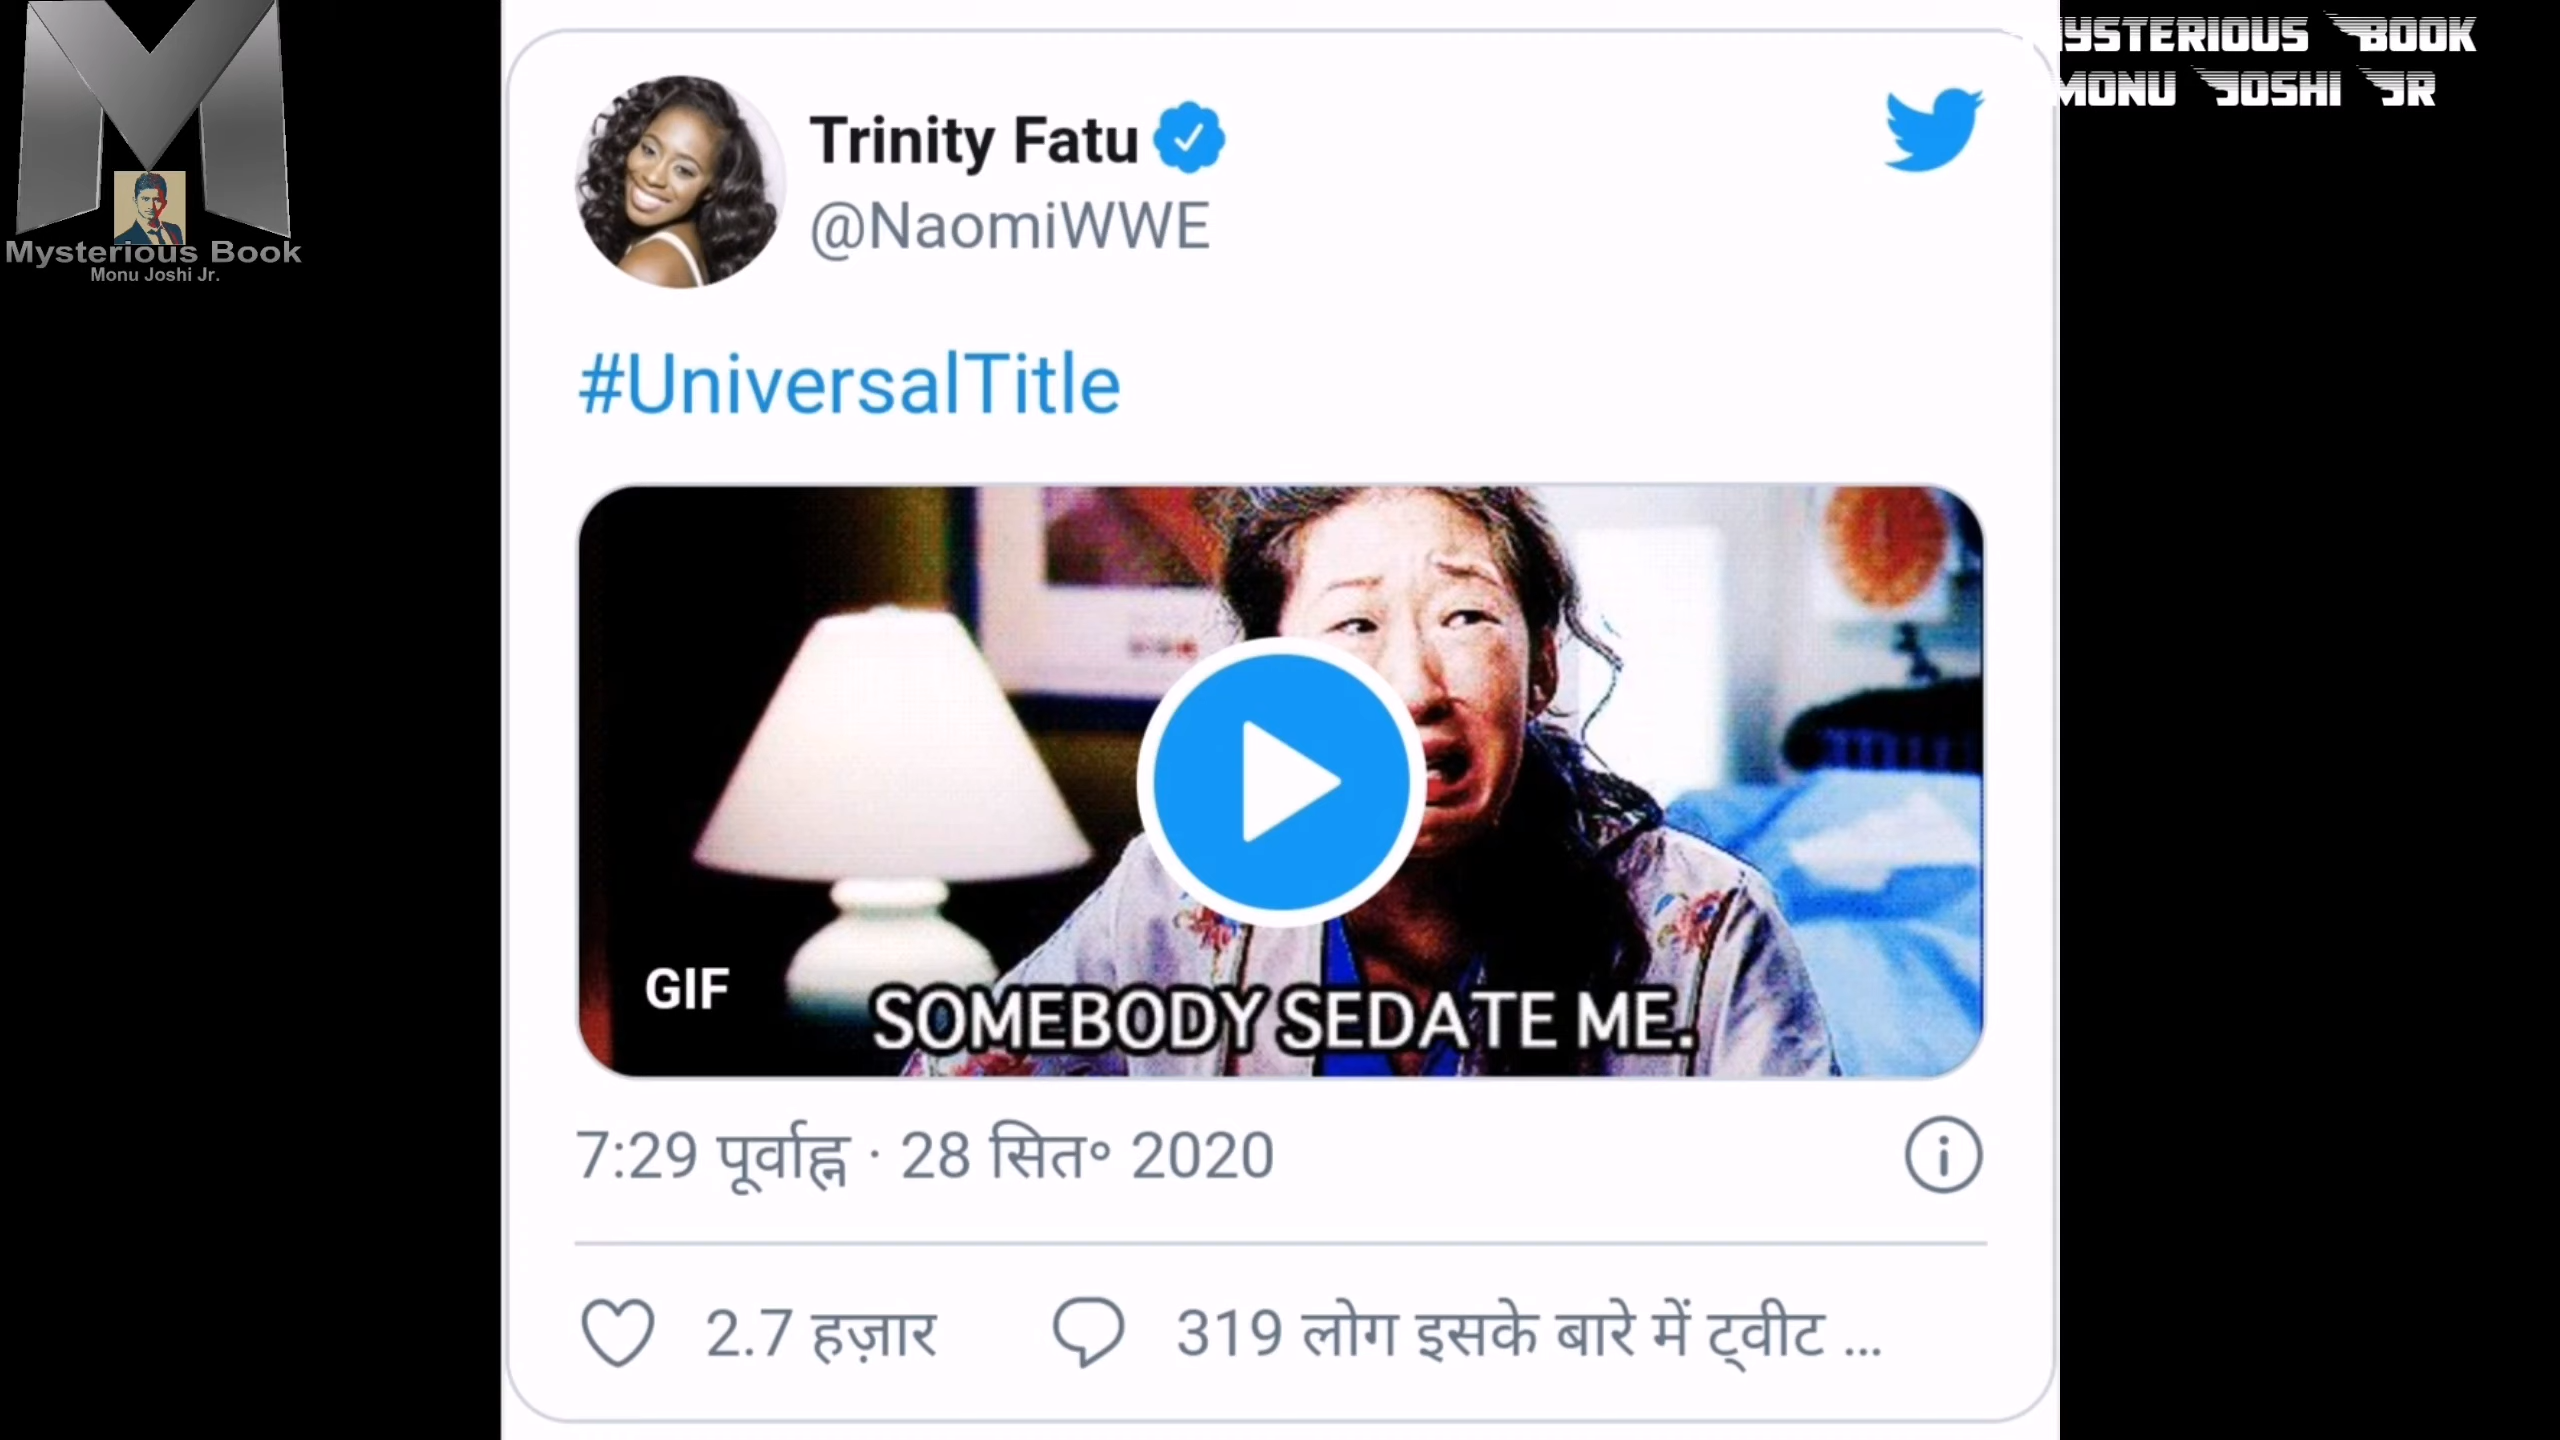 Mysterious Book
Monu Joshi Jr.
MYSTERIOUS BOOK
MONU JOSHI JR
Trinity Fatu
@NaomiWWE
#UniversalTitle
GIF
SOMEBODY SEDATE ME.
7:29 पूर्वाह्न · 28 सित॰ 2020
2.7 हज़ार
319 लोग इसके बारे में ट्वीट ...